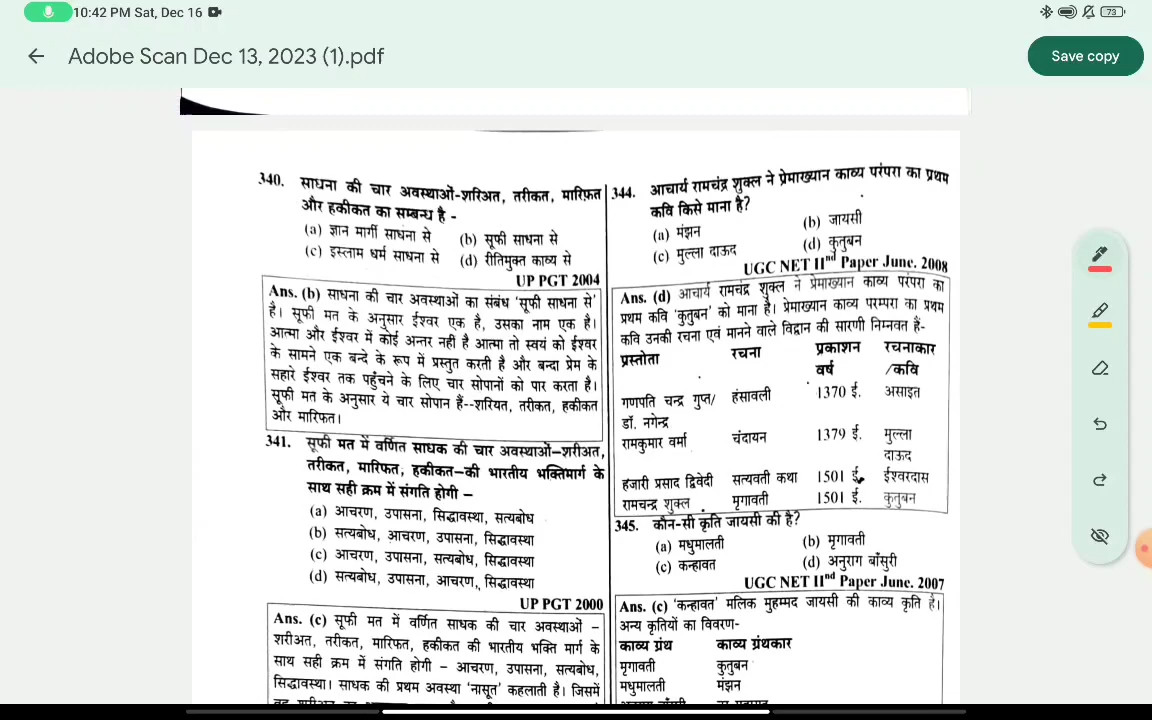 10:42 PM Sat, Dec 16
73
Adobe Scan Dec 13, 2023 (1).pdf
Save copy
340. साधना की चार अवस्थाओं-शरिअत, तरीकत, मारिफ़त
और हकीकत का सम्बन्ध है -
(a) ज्ञान मार्गी साधना से (b) सूफी साधना से
(c) इस्लाम धर्म साधना से (d) रीतिमुक्त काव्य से
UP PGT 2004
Ans. (b) साधना की चार अवस्थाओं का संबंध 'सूफी साधना से'
है। सूफी मत के अनुसार ईश्वर एक है, उसका नाम एक है।
आत्मा और ईश्वर में कोई अन्तर नहीं है आत्मा तो स्वयं को ईश्वर
के सामने एक बन्दे के रूप में प्रस्तुत करती है और बन्दा प्रेम के
सहारे ईश्वर तक पहुँचने के लिए चार सोपानों को पार करता है।
सूफी मत के अनुसार ये चार सोपान हैं--शरियत, तरीकत, हकीकत
और मारिफत।
341. सूफी मत में वर्णित साधक की चार अवस्थाओं-शरीअत,
तरीकत, मारिफत, हकीकत-की भारतीय भक्तिमार्ग के
साथ सही क्रम में संगति होगी -
(a) आचरण, उपासना, सिद्धावस्था, सत्यबोध
(b) सत्यबोध, आचरण, उपासना, सिद्धावस्था
(c) आचरण, उपासना, सत्यबोध, सिद्धावस्था
(d) सत्यबोध, उपासना, आचरण, सिद्धावस्था
UP PGT 2000
Ans. (c) सूफी मत में वर्णित साधक की चार अवस्थाओं -
शरीअत, तरीकत, मारिफत, हकीकत की भारतीय भक्ति मार्ग के
साथ सही क्रम में संगति होगी - आचरण, उपासना, सत्यबोध,
सिद्धावस्था। साधक की प्रथम अवस्था 'नासूत' कहलाती है। जिसमें
344. आचार्य रामचंद्र शुक्ल ने प्रेमाख्यान काव्य परंपरा का प्रथम
कवि किसे माना है?
(a) मंझन (b) जायसी
(c) मुल्ला दाऊद (d) कुतुबन
UGC NET IInd Paper June. 2008
Ans. (d) आचार्य रामचंद्र शुक्ल ने प्रेमाख्यान काव्य परंपरा का
प्रथम कवि 'कुतुबन' को माना है। प्रेमाख्यान काव्य परम्परा का प्रथम
कवि उनकी रचना एवं मानने वाले विद्वान की सारणी निम्नवत हैं-
प्रस्तोता रचना प्रकाशन रचनाकार
वर्ष /कवि
गणपति चन्द्र गुप्त/ हंसावली 1370 ई. असाइत
डॉ. नगेन्द्र
रामकुमार वर्मा चंदायन 1379 ई. मुल्ला
दाऊद
हजारी प्रसाद द्विवेदी सत्यवती कथा 1501 ई. ईश्वरदास
रामचन्द्र शुक्ल मृगावती 1501 ई. कुतुबन
345. कौन-सी कृति जायसी की है?
(a) मधुमालती (b) मृगावती
(c) कन्हावत (d) अनुराग बाँसुरी
UGC NET IInd Paper June. 2007
Ans. (c) 'कन्हावत' मलिक मुहम्मद जायसी की काव्य कृति है।
अन्य कृतियों का विवरण-
काव्य ग्रंथ काव्य ग्रंथकार
मृगावती कुतुबन
मधुमालती मंझन